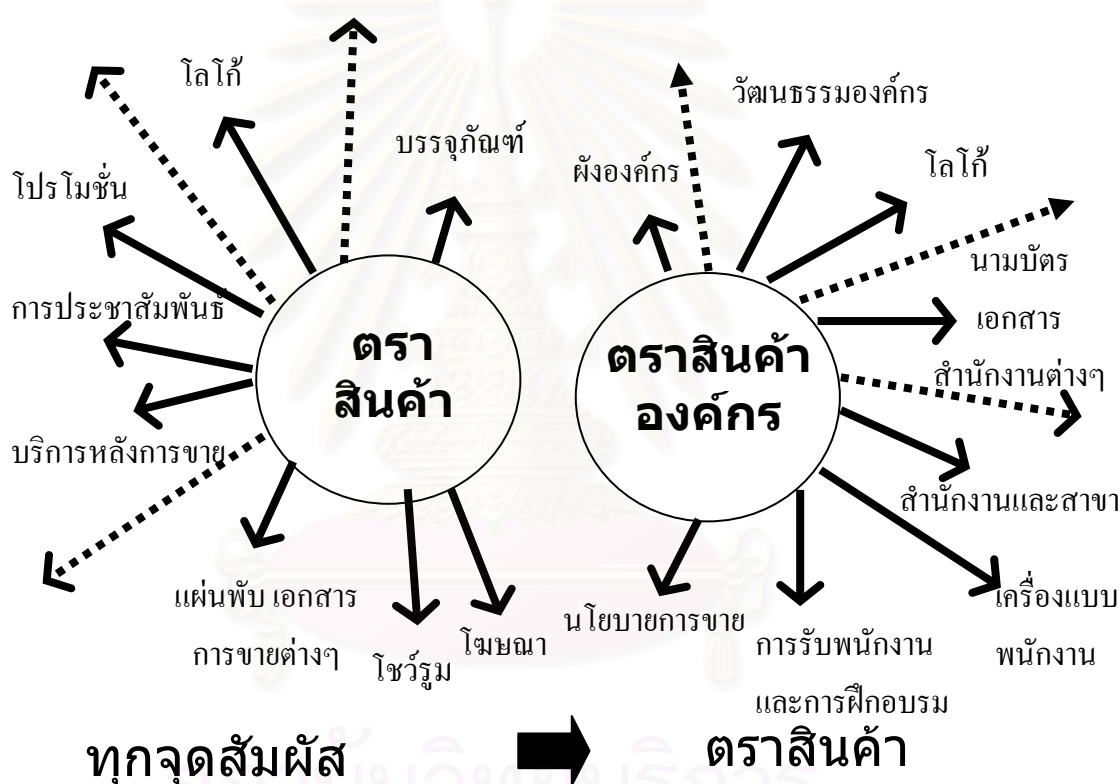 โลโก้
วัฒนธรรมองค์กร
บรรจุภัณฑ์
ผังองค์กร
โลโก้
โปรโมชั่น
นามบัตร
การประชาสัมพันธ์
เอกสาร
ตรา
สินค้า
ตราสินค้า
องค์กร
สำนักงานต่างๆ
บริการหลังการขาย
สำนักงานและสาขา
แผ่นพับ เอกสาร
การขายต่างๆ
โชว์รูม
โฆษณา
นโยบายการขาย
การรับพนักงาน
และการฝึกอบรม
เครื่องแบบ
พนักงาน
ทุกจุดสัมผัส
ตราสินค้า